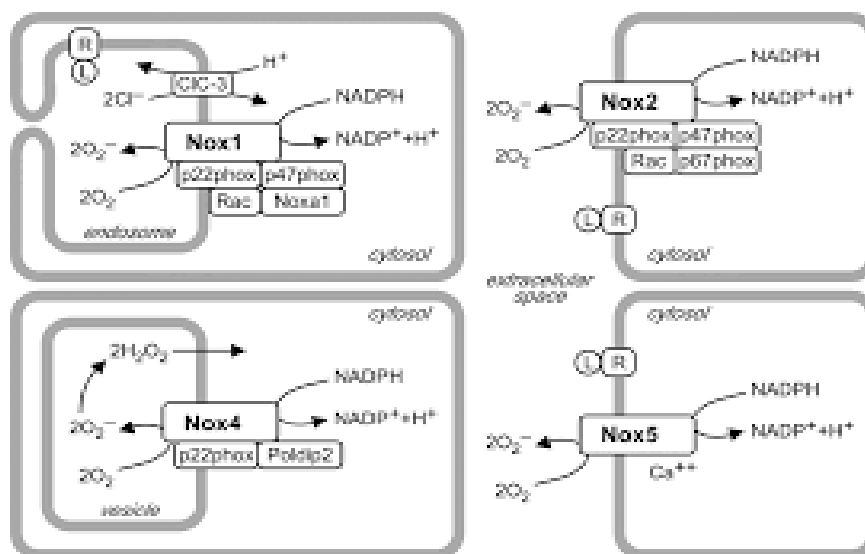 R
L
ClC-3
H⁺
2Cl⁻
NADPH
Nox1
NADP⁺+H⁺
2O₂⁻
p22phox
p47phox
2O₂
Rac
Noxa1
endosome
cytosol
NADPH
Nox2
NADP⁺+H⁺
2O₂⁻
p22phox
p47phox
2O₂
Rac
p67phox
L
R
cytosol
extracellular
space
cytosol
2H₂O₂
NADPH
Nox4
NADP⁺+H⁺
2O₂⁻
p22phox
Poldip2
2O₂
vesicle
cytosol
L
R
NADPH
Nox5
NADP⁺+H⁺
2O₂⁻
Ca⁺⁺
2O₂